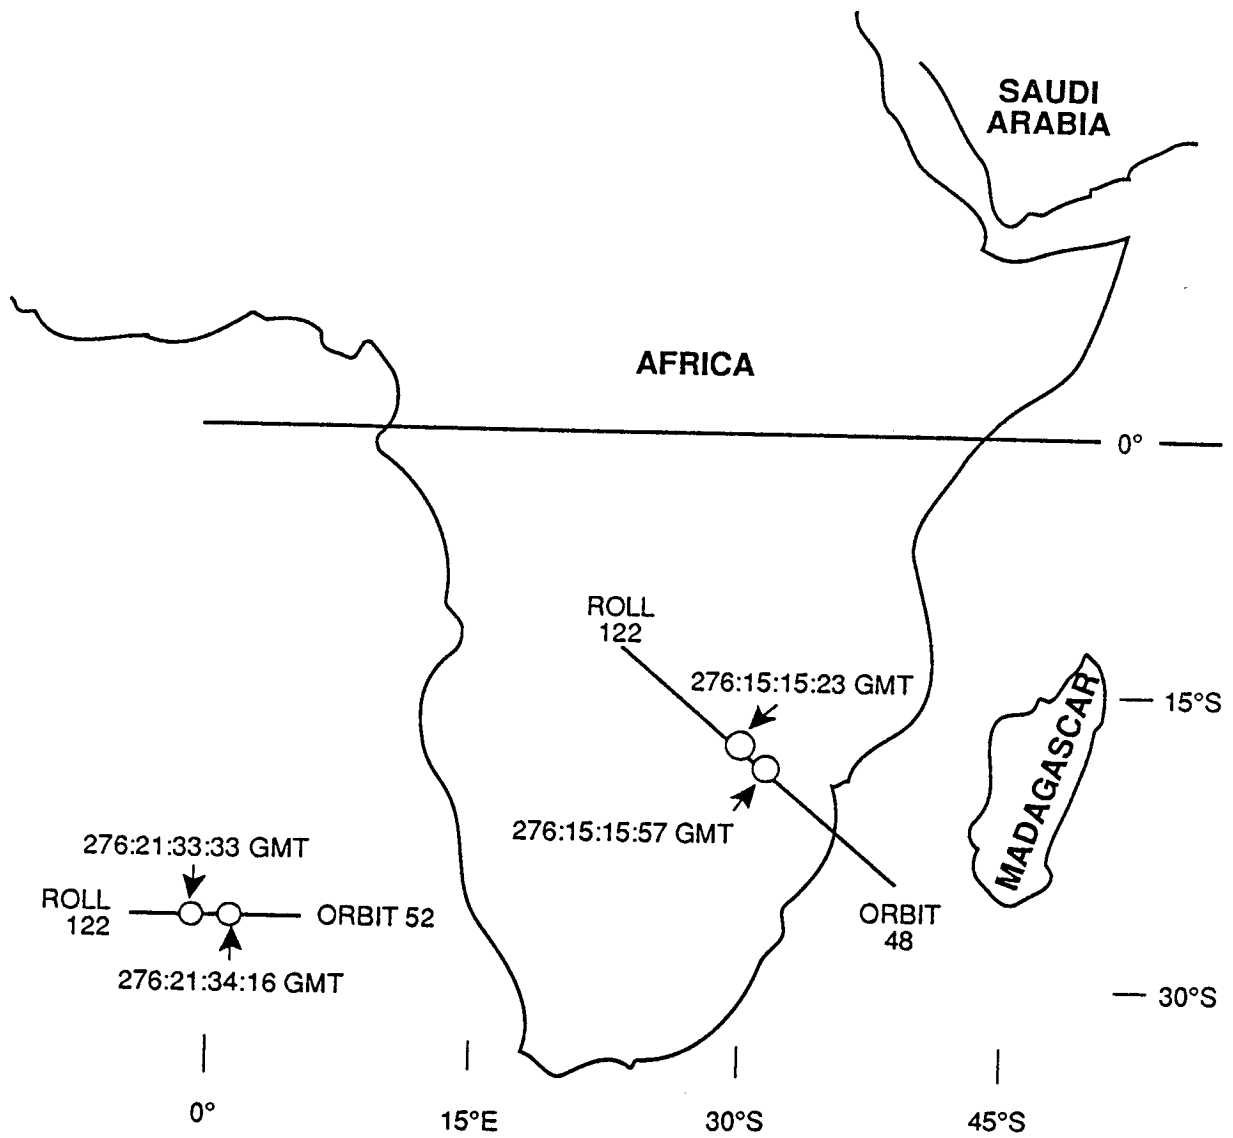 SAUDI
ARABIA
AFRICA
0°
ROLL
122
276:15:15:23 GMT
15°S
MADAGASCAR
276:15:15:57 GMT
276:21:33:33 GMT
ROLL
122
ORBIT 52
ORBIT
48
276:21:34:16 GMT
30°S
0°
15°E
30°S
45°S